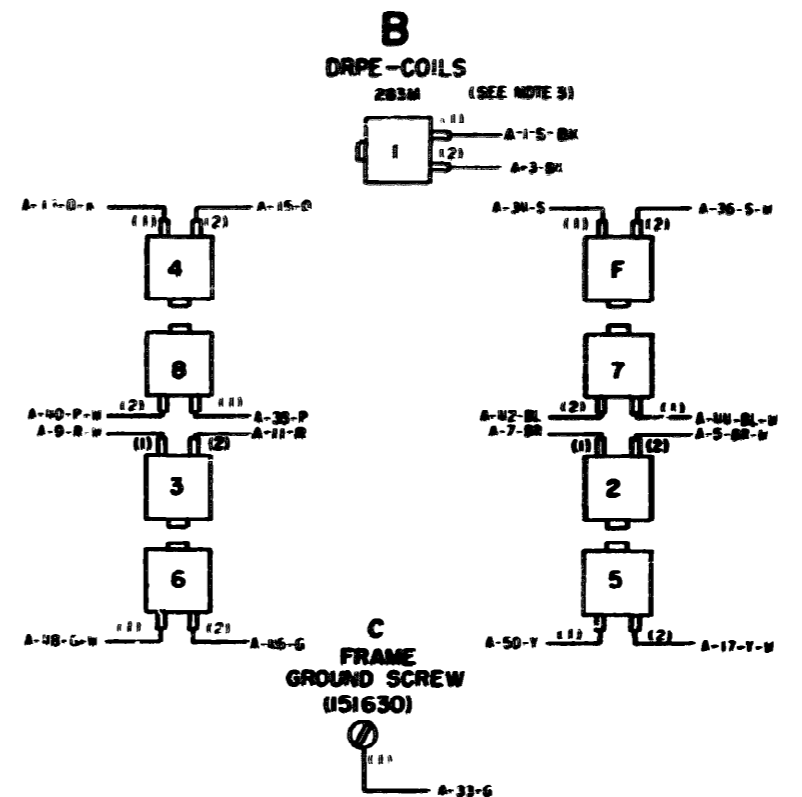 B
DRPE-COILS
283M (SEE NOTE 3)
(1)
A-1-S-BK
1
(2)
A-3-BK
A-15-O
(1) (2)
4
A-34-S A-36-S-W
(1) (2)
F
8
7
(2) (1)
A-40-P-W A-38-P
(2) (1)
A-42-BL A-44-BL-W
A-9-R-W A-11-R
(1) (2)
A-7-BR A-5-BR-W
(1) (2)
3
2
6
5
(1) (2)
A-48-G-W A-46-G
(1) (2)
A-50-Y A-17-Y-W
C
FRAME
GROUND SCREW
(151630)
(1)
A-33-G